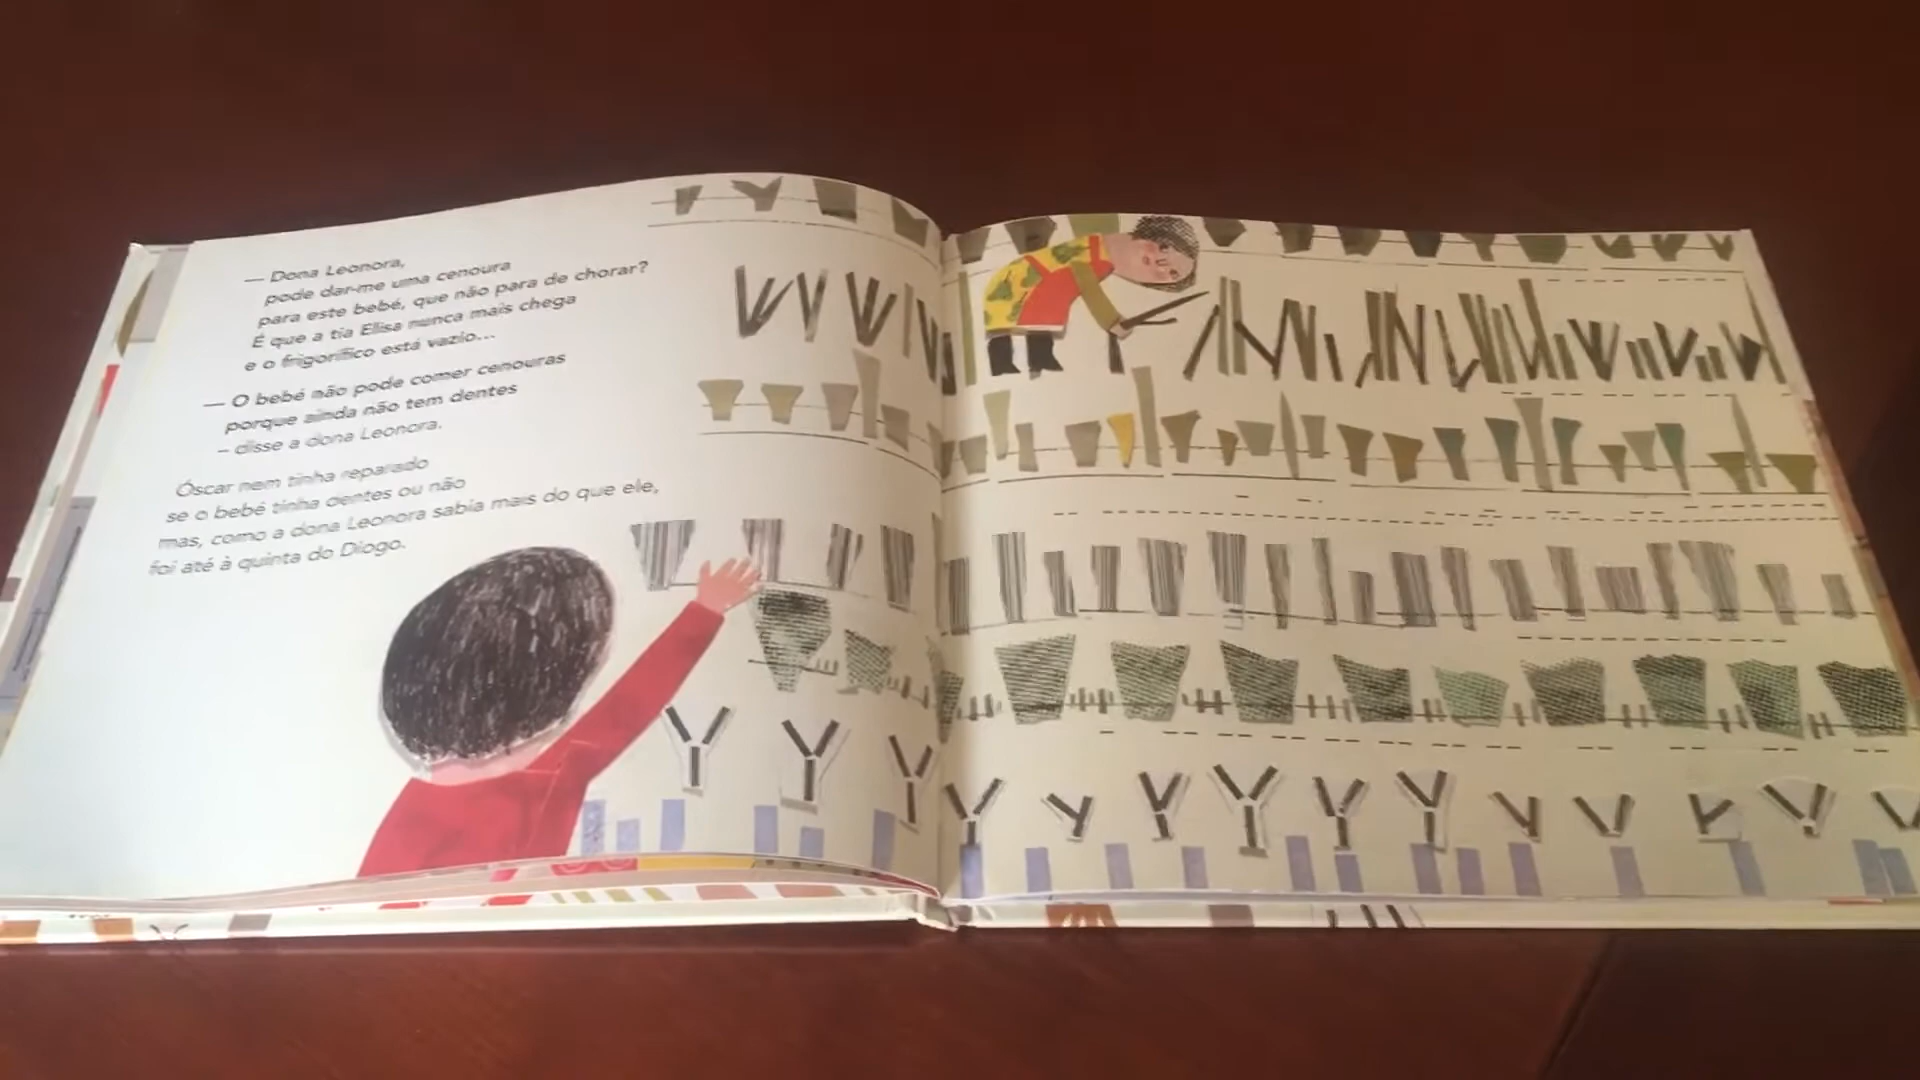 — Dona Leonora,
pode dar-me uma cenoura
para este bebé, que não para de chorar?
É que a tia Elisa nunca mais chega
e o frigorífico está vazio...
— O bebé não pode comer cenouras
porque ainda não tem dentes
– disse a dona Leonora.
Óscar nem tinha reparado
se o bebé tinha dentes ou não
mas, como a dona Leonora sabia mais do que ele,
foi até à quinta do Diogo.